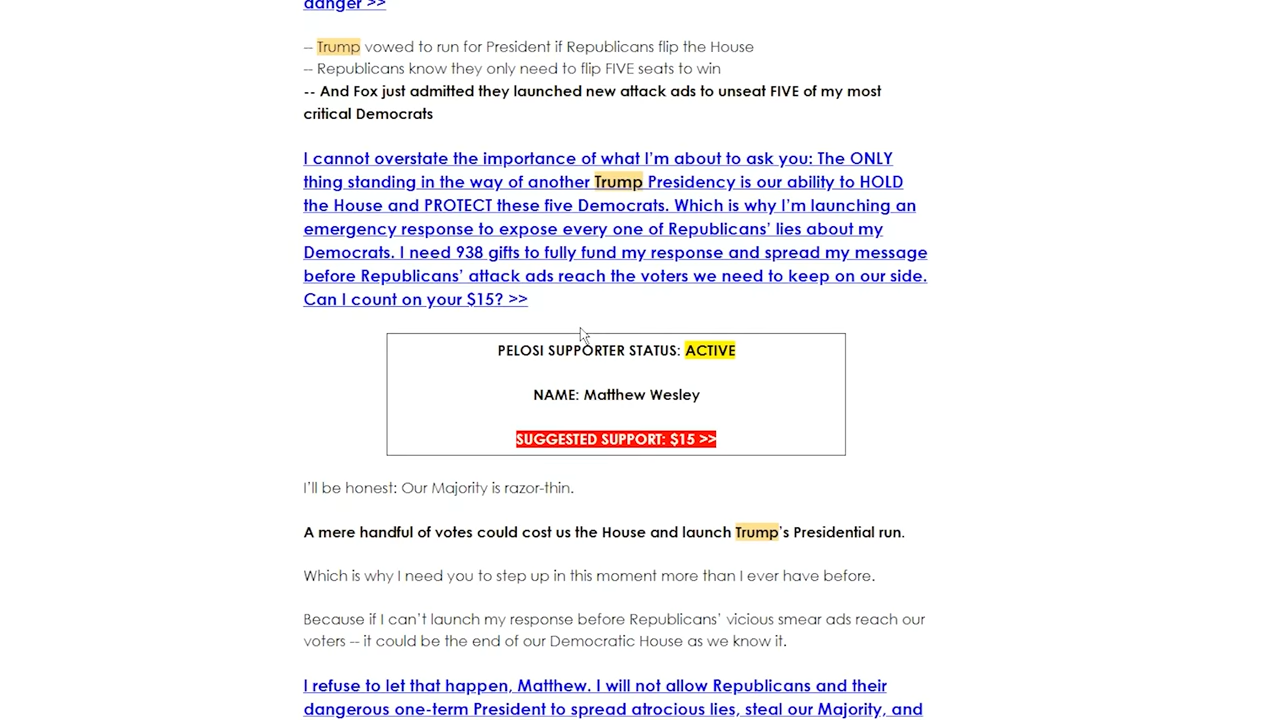 danger >>
-- Trump vowed to run for President if Republicans flip the House
-- Republicans know they only need to flip FIVE seats to win
-- And Fox just admitted they launched new attack ads to unseat FIVE of my most
critical Democrats
I cannot overstate the importance of what I'm about to ask you: The ONLY
thing standing in the way of another Trump Presidency is our ability to HOLD
the House and PROTECT these five Democrats. Which is why I'm launching an
emergency response to expose every one of Republicans' lies about my
Democrats. I need 938 gifts to fully fund my response and spread my message
before Republicans' attack ads reach the voters we need to keep on our side.
Can I count on your $15? >>
PELOSI SUPPORTER STATUS: ACTIVE
NAME: Matthew Wesley
SUGGESTED SUPPORT: $15 >>
I'll be honest: Our Majority is razor-thin.
A mere handful of votes could cost us the House and launch Trump's Presidential run.
Which is why I need you to step up in this moment more than I ever have before.
Because if I can't launch my response before Republicans' vicious smear ads reach our
voters -- it could be the end of our Democratic House as we know it.
I refuse to let that happen, Matthew. I will not allow Republicans and their
dangerous one-term President to spread atrocious lies, steal our Majority, and